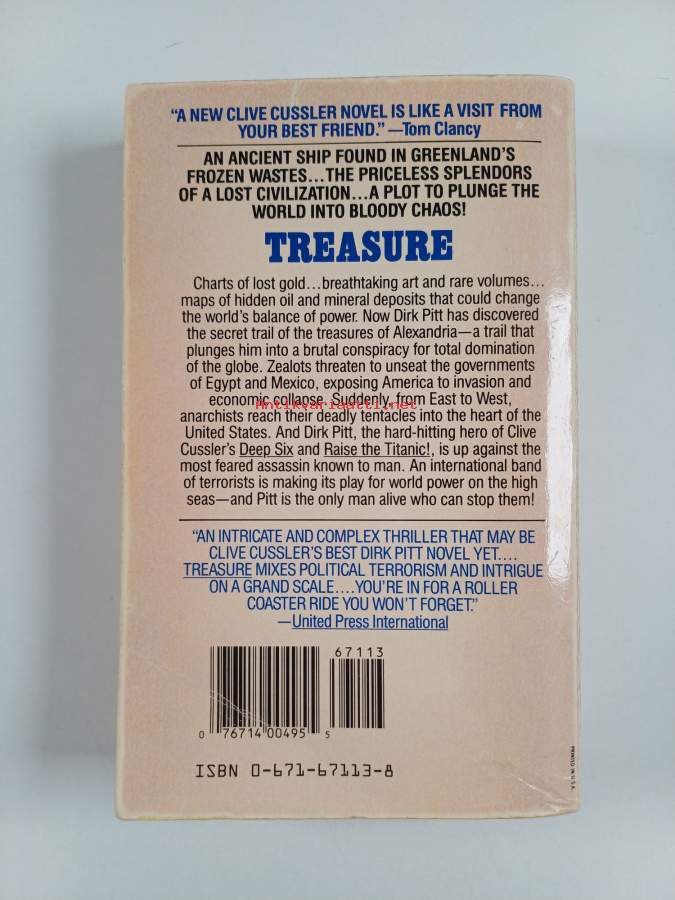 “A NEW CLIVE CUSSLER NOVEL IS LIKE A VISIT FROM
YOUR BEST FRIEND.”—Tom Clancy
AN ANCIENT SHIP FOUND IN GREENLAND’S
FROZEN WASTES...THE PRICELESS SPLENDORS
OF A LOST CIVILIZATION...A PLOT TO PLUNGE THE
WORLD INTO BLOODY CHAOS!
TREASURE
Charts of lost gold...breathtaking art and rare volumes...
maps of hidden oil and mineral deposits that could change
the world’s balance of power. Now Dirk Pitt has discovered
the secret trail of the treasures of Alexandria—a trail that
plunges him into a brutal conspiracy for total domination
of the globe. Zealots threaten to unseat the governments
of Egypt and Mexico, exposing America to invasion and
economic collapse. Suddenly, from East to West,
Antikvariaatti.net
anarchists reach their deadly tentacles into the heart of the
United States. And Dirk Pitt, the hard-hitting hero of Clive
Cussler’s Deep Six and Raise the Titanic!, is up against the
most feared assassin known to man. An international band
of terrorists is making its play for world power on the high
seas—and Pitt is the only man alive who can stop them!
“AN INTRICATE AND COMPLEX THRILLER THAT MAY BE
CLIVE CUSSLER’S BEST DIRK PITT NOVEL YET....
TREASURE MIXES POLITICAL TERRORISM AND INTRIGUE
ON A GRAND SCALE....YOU’RE IN FOR A ROLLER
COASTER RIDE YOU WON’T FORGET.”
—United Press International
67113
0 76714 00495 5
ISBN 0-671-67113-8
PRINTED IN U.S.A.